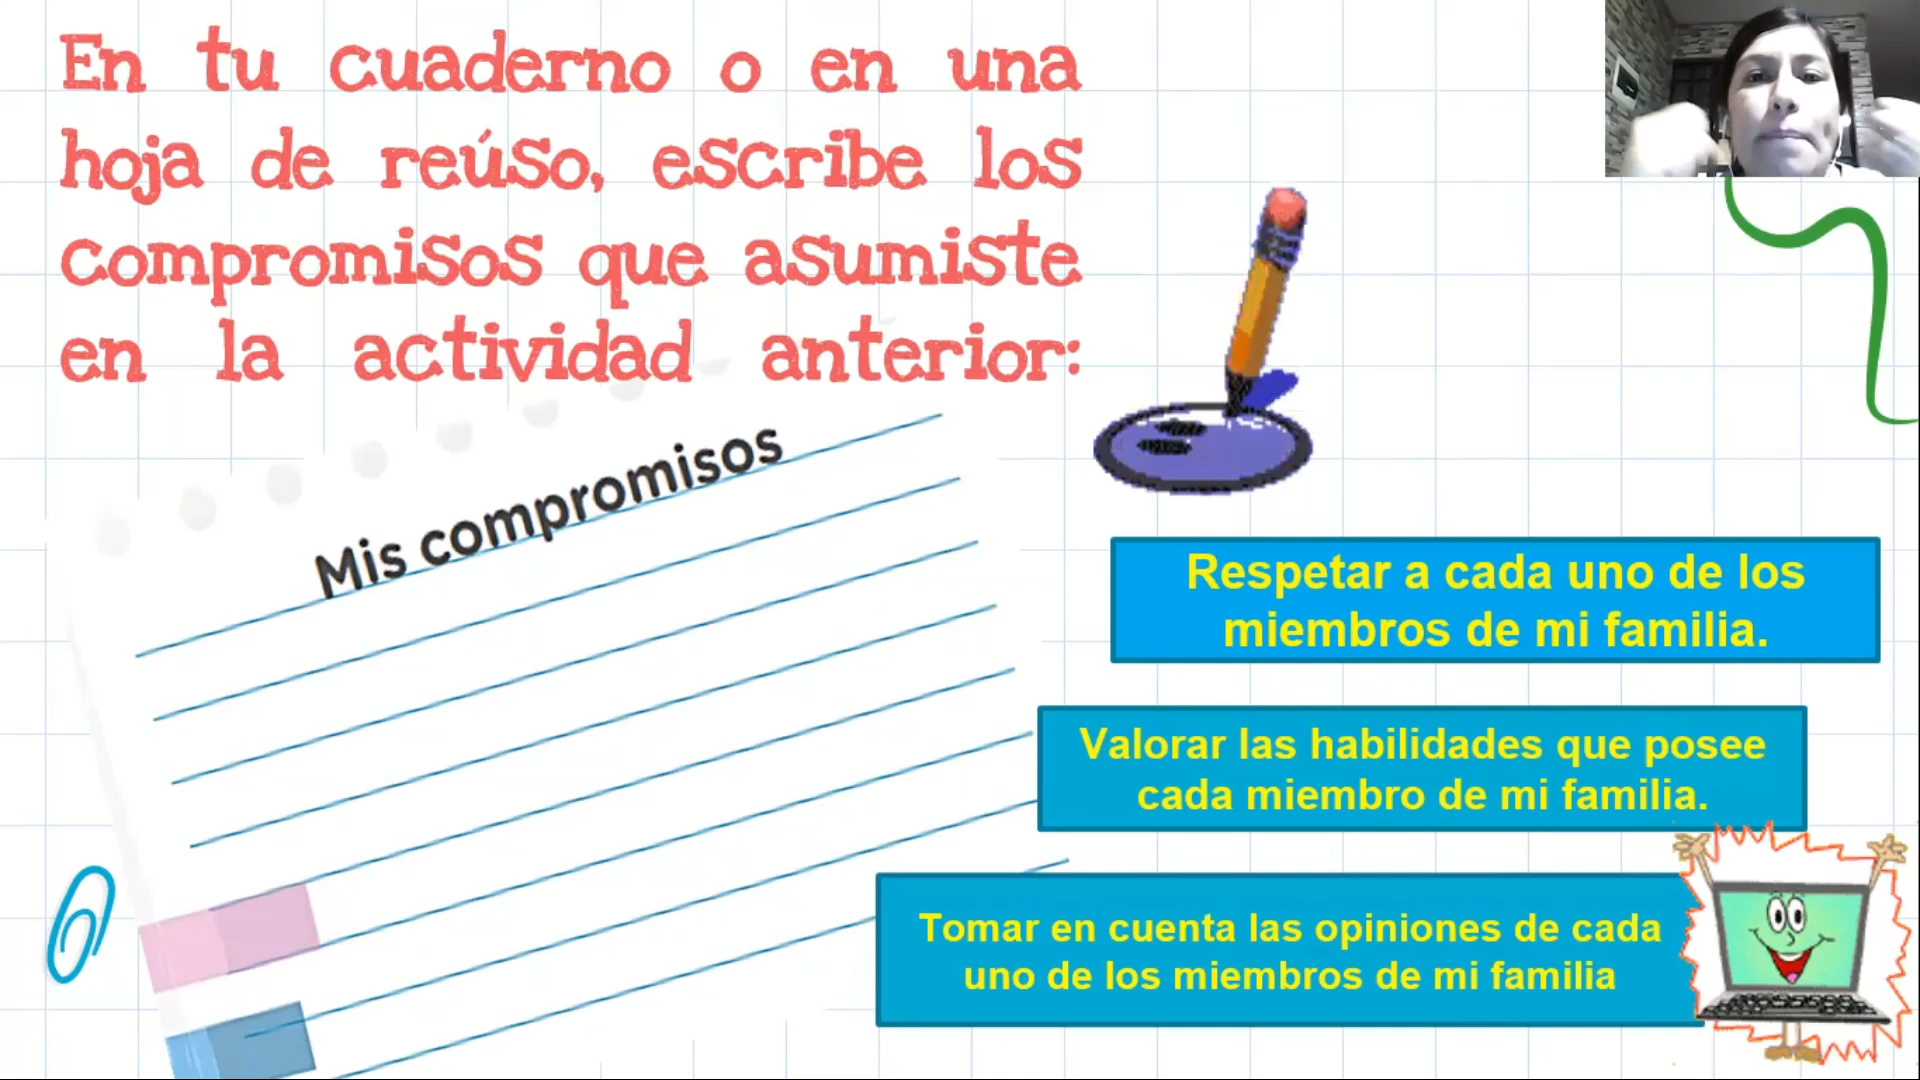 En tu cuaderno o en una
hoja de reúso, escribe los
compromisos que asumiste
en la actividad anterior:
Mis compromisos
Respetar a cada uno de los
miembros de mi familia.
Valorar las habilidades que posee
cada miembro de mi familia.
Tomar en cuenta las opiniones de cada
uno de los miembros de mi familia